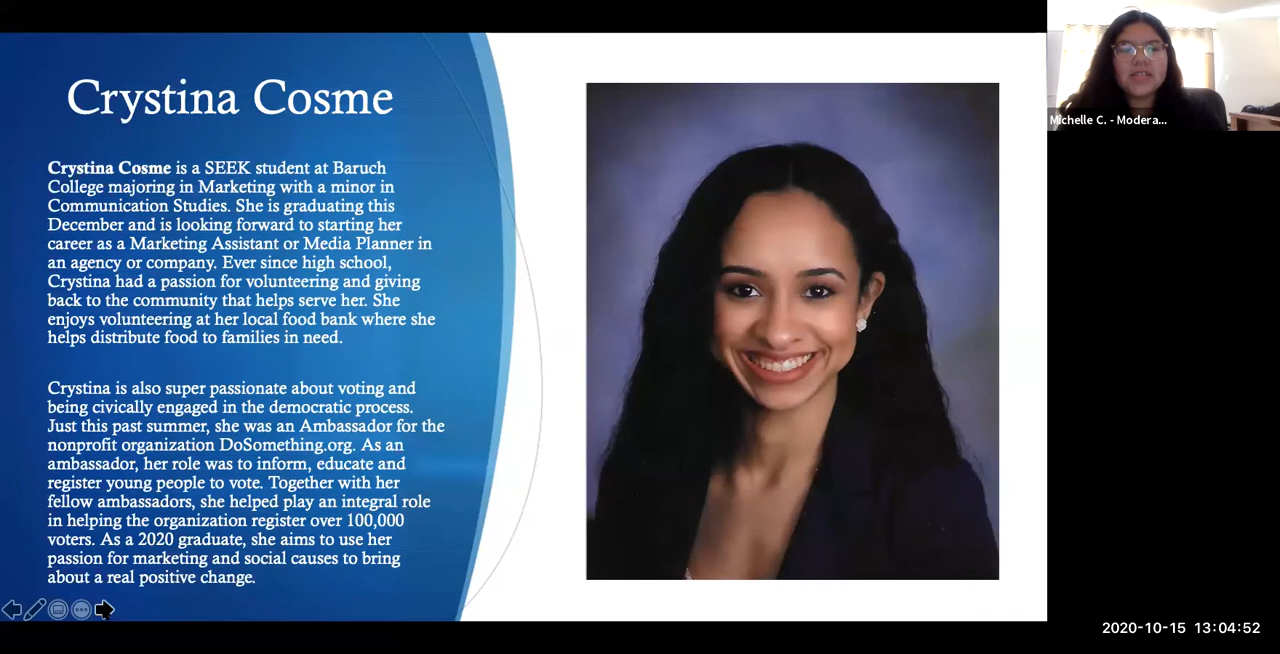 Crystina Cosme
Crystina Cosme is a SEEK student at Baruch
College majoring in Marketing with a minor in
Communication Studies. She is graduating this
December and is looking forward to starting her
career as a Marketing Assistant or Media Planner in
an agency or company. Ever since high school,
Crystina had a passion for volunteering and giving
back to the community that helps serve her. She
enjoys volunteering at her local food bank where she
helps distribute food to families in need.
Crystina is also super passionate about voting and
being civically engaged in the democratic process.
Just this past summer, she was an Ambassador for the
nonprofit organization DoSomething.org. As an
ambassador, her role was to inform, educate and
register young people to vote. Together with her
fellow ambassadors, she helped play an integral role
in helping the organization register over 100,000
voters. As a 2020 graduate, she aims to use her
passion for marketing and social causes to bring
about a real positive change.
Michelle C. - Modera...
2020-10-15 13:04:52